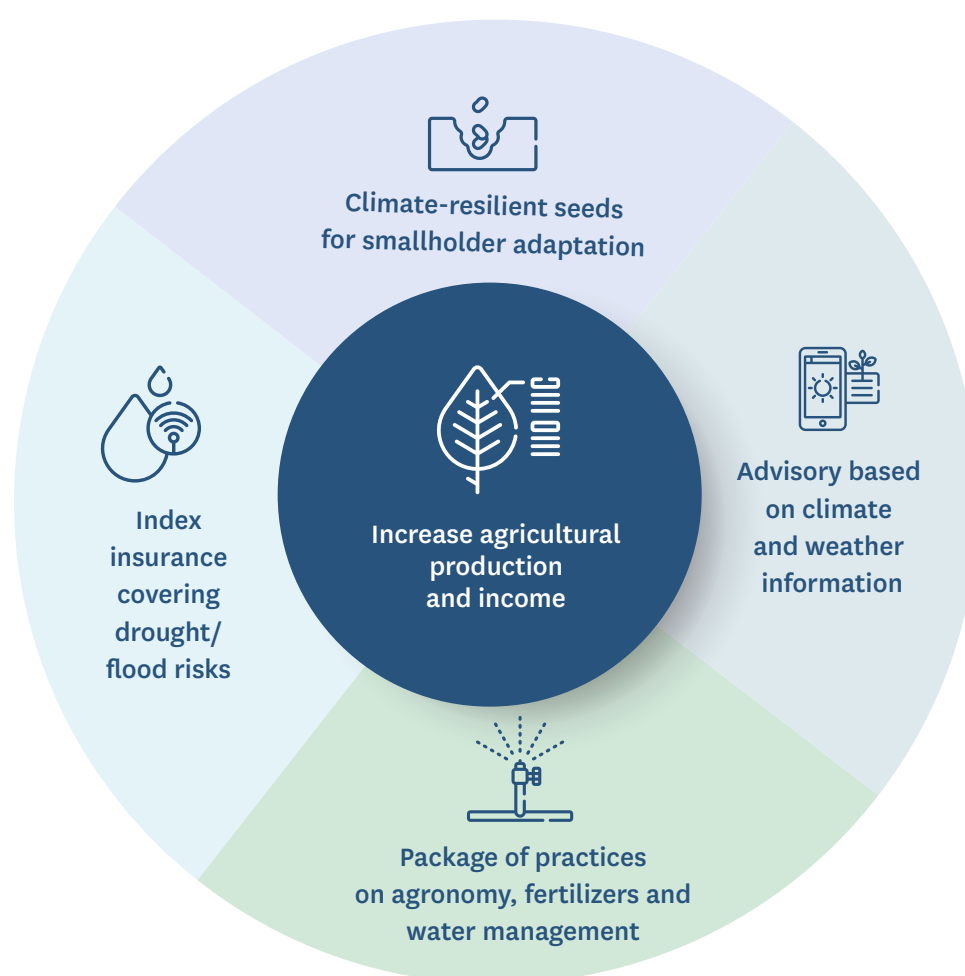 Climate-resilient seeds
for smallholder adaptation
Advisory based
on climate
and weather
information
Index
insurance
covering
drought/
flood risks
Increase agricultural
production
and income
Package of practices
on agronomy, fertilizers and
water management